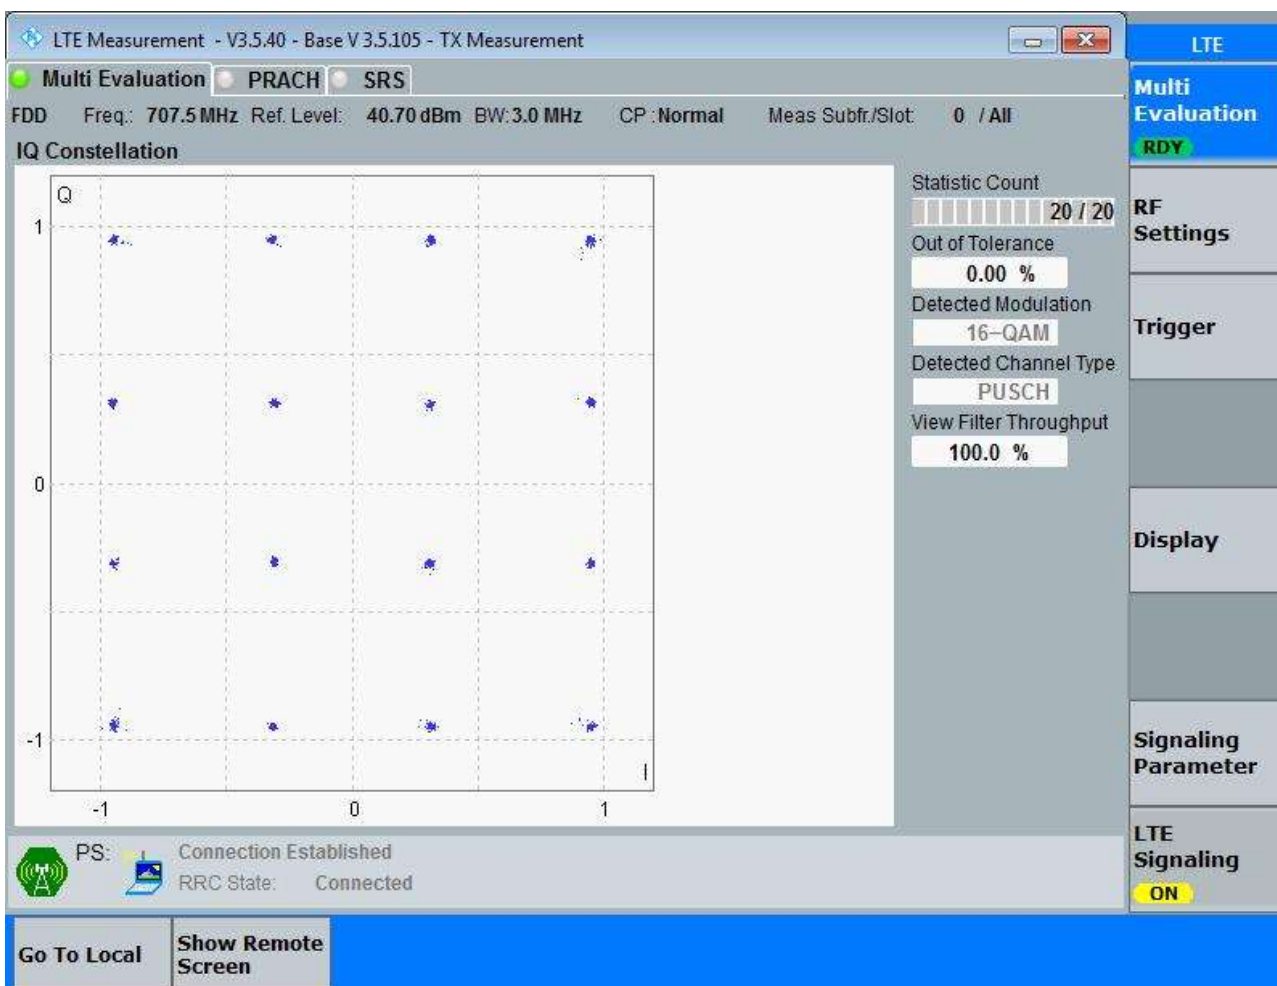 LTE Measurement - V3.5.40 - Base V 3.5.105 - TX Measurement
LTE
Multi Evaluation PRACH SRS
FDD Freq.: 707.5 MHz Ref. Level: 40.70 dBm BW: 3.0 MHz CP : Normal Meas Subfr./Slot: 0 / All
IQ Constellation
Q
1
0
-1
I
-1 0 1
Statistic Count
20 / 20
Out of Tolerance
0.00 %
Detected Modulation
16-QAM
Detected Channel Type
PUSCH
View Filter Throughput
100.0 %
Multi
Evaluation
RDY
RF
Settings
Trigger
Display
Signaling
Parameter
LTE
Signaling
ON
PS: Connection Established
RRC State: Connected
Go To Local
Show Remote
Screen